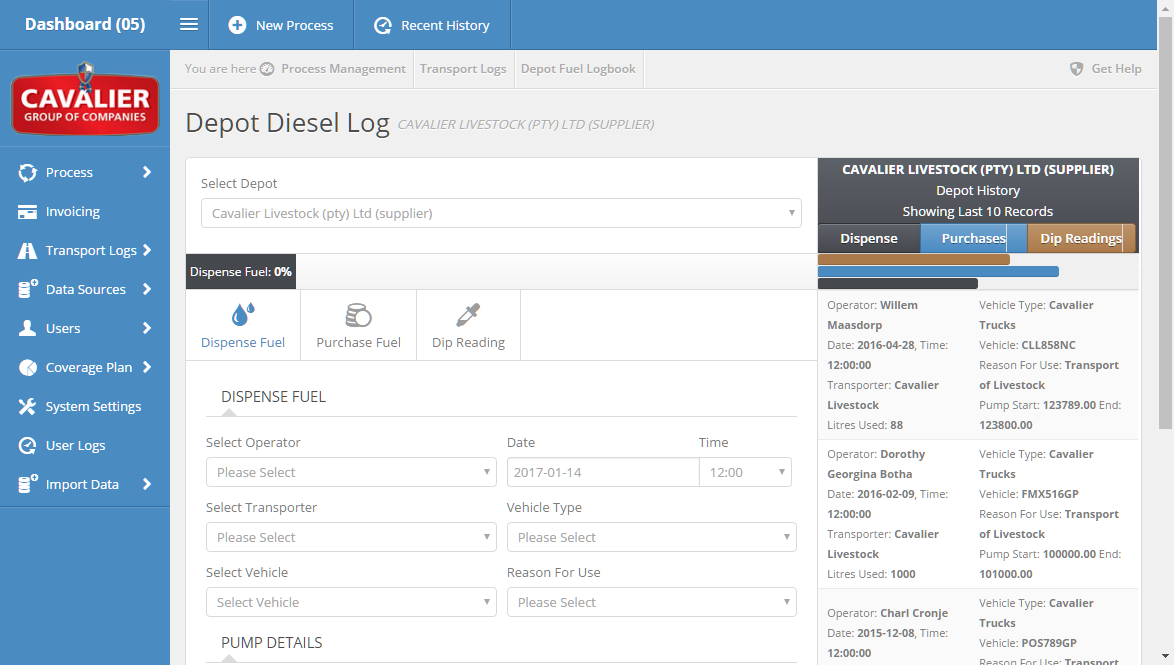 Dashboard (05)
New Process
Recent History
You are here Process Management Transport Logs Depot Fuel Logbook
Get Help
CAVALIER
GROUP OF COMPANIES
Process
Invoicing
Transport Logs
Data Sources
Users
Coverage Plan
System Settings
User Logs
Import Data
Depot Diesel Log CAVALIER LIVESTOCK (PTY) LTD (SUPPLIER)
Select Depot
Cavalier Livestock (pty) Ltd (supplier)
Dispense Fuel: 0%
Dispense Fuel
Purchase Fuel
Dip Reading
DISPENSE FUEL
Select Operator
Please Select
Date
2017-01-14
Time
12:00
Select Transporter
Please Select
Vehicle Type
Please Select
Select Vehicle
Select Vehicle
Reason For Use
Please Select
PUMP DETAILS
CAVALIER LIVESTOCK (PTY) LTD (SUPPLIER)
Depot History
Showing Last 10 Records
Dispense
Purchases
Dip Readings
Operator: Willem
Maasdorp
Date: 2016-04-28, Time:
12:00:00
Transporter: Cavalier
Livestock
Litres Used: 88
Vehicle Type: Cavalier
Trucks
Vehicle: CLL858NC
Reason For Use: Transport
of Livestock
Pump Start: 123789.00 End:
123800.00
Operator: Dorothy
Georgina Botha
Date: 2016-02-09, Time:
12:00:00
Transporter: Cavalier
Livestock
Litres Used: 1000
Vehicle Type: Cavalier
Trucks
Vehicle: FMX516GP
Reason For Use: Transport
of Livestock
Pump Start: 100000.00 End:
101000.00
Operator: Charl Cronje
Date: 2015-12-08, Time:
12:00:00
Vehicle Type: Cavalier
Trucks
Vehicle: POS789GP
Reason For Use: Transport